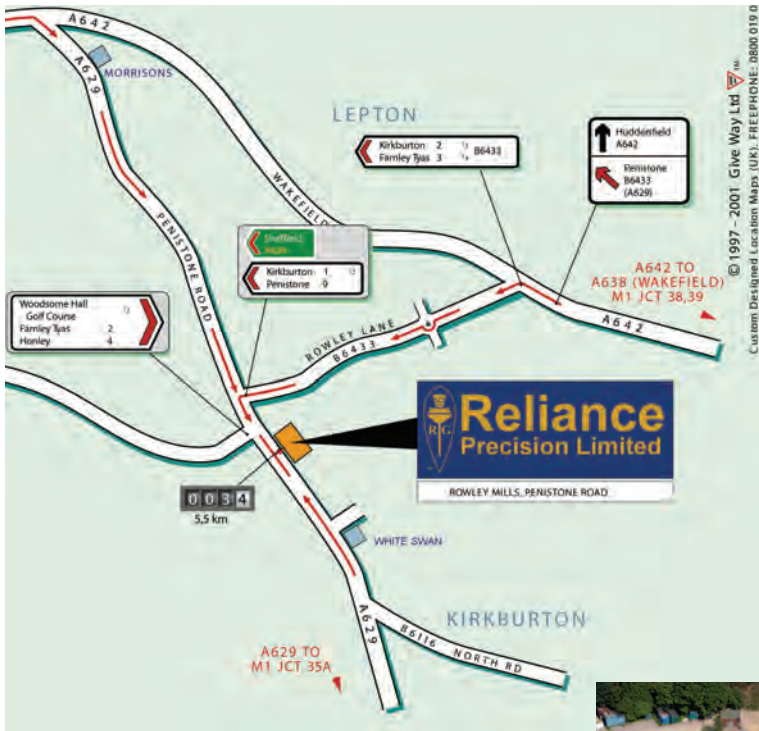 A642
A629
MORRISONS
LEPTON
Kirkburton 2
Farnley Tyas 3
B6433
Huddersfield
A642
Penistone
B6433
(A629)
WAKEFIELD
PENISTONE ROAD
Sheffield
A629
Kirkburton 1
Penistone 9
A642 TO
A638 (WAKEFIELD)
M1 JCT 38,39
Woodsome Hall
Golf Course
Farnley Tyas 2
Honley 4
ROWLEY LANE
B6433
A642
RG
Reliance
Precision Limited
ROWLEY MILLS, PENISTONE ROAD
0034
5,5 km
WHITE SWAN
KIRKBURTON
A629
B6116 NORTH RD
A629 TO
M1 JCT 35A
© 1997 - 2001 Give Way Ltd TM
Custom Designed Location Maps (UK). FREEPHONE: 0800 019 0